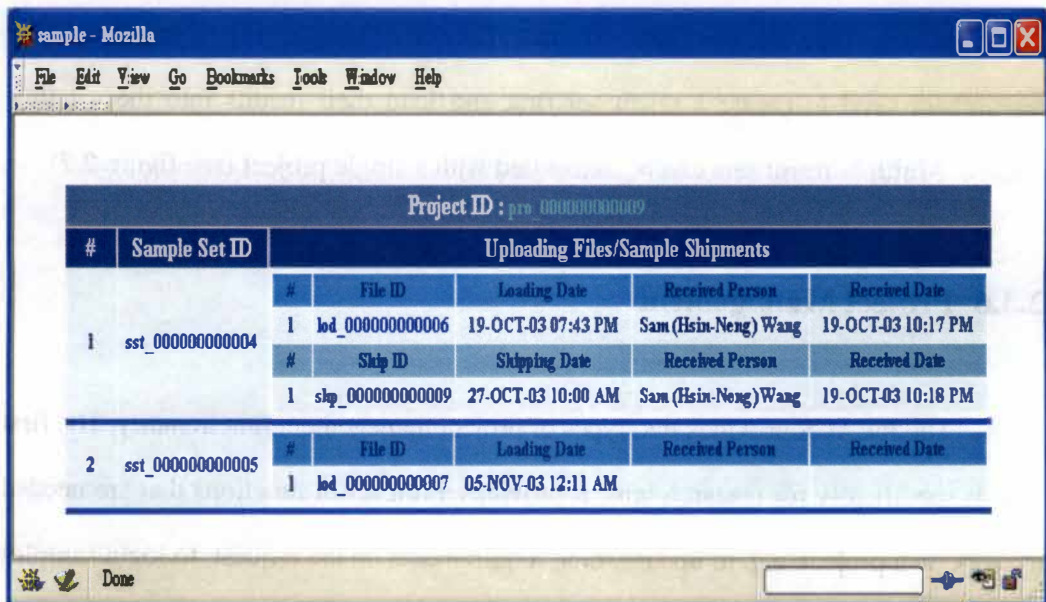 sample - Mozilla
File Edit View Go Bookmarks Tools Window Help
Project ID : pro_000000000009
# Sample Set ID Uploading Files/Sample Shipments
# File ID Loading Date Received Person Received Date
1 sst_000000000004
1 lod_000000000006 19-OCT-03 07:43 PM Sam (Hsin-Neng) Wang 19-OCT-03 10:17 PM
# Skip ID Shipping Date Received Person Received Date
1 shp_000000000009 27-OCT-03 10:00 AM Sam (Hsin-Neng) Wang 19-OCT-03 10:18 PM
# File ID Loading Date Received Person Received Date
2 sst_000000000005
1 lod_000000000007 05-NOV-03 12:11 AM
Done